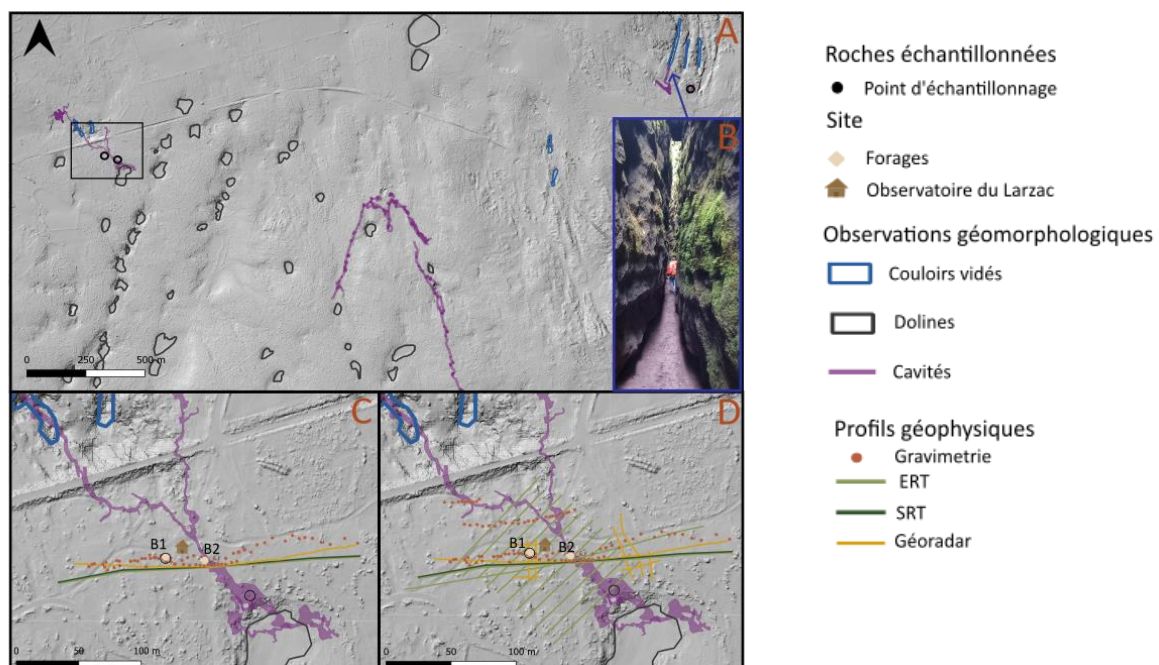 A
B
0 250 500 m
C
B1
B2
0 50 100 m
D
B1
B2
0 50 100 m
Roches échantillonnées
Point d'échantillonnage
Site
Forages
Observatoire du Larzac
Observations géomorphologiques
Couloirs vidés
Dolines
Cavités
Profils géophysiques
Gravimetrie
ERT
SRT
Géoradar